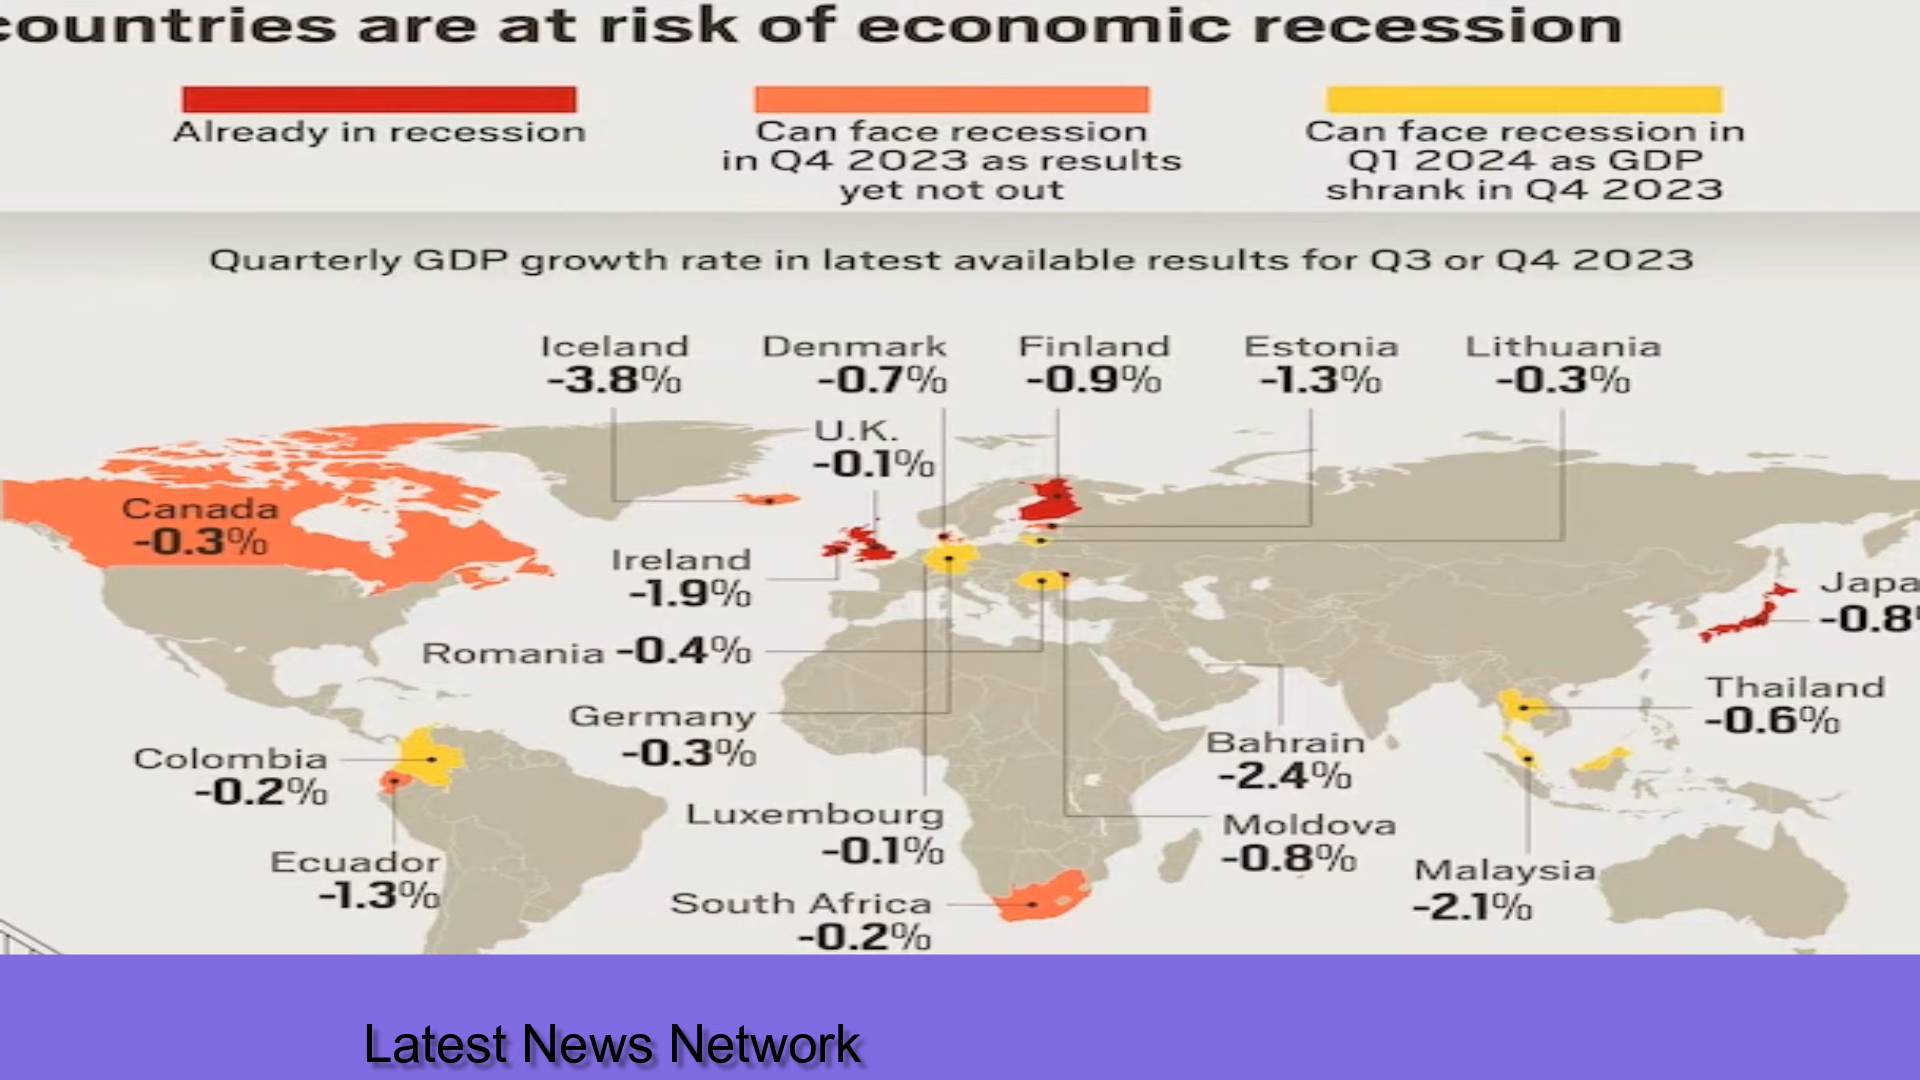 countries are at risk of economic recession
Already in recession
Can face recession
in Q4 2023 as results
yet not out
Can face recession in
Q1 2024 as GDP
shrank in Q4 2023
Quarterly GDP growth rate in latest available results for Q3 or Q4 2023
Iceland
-3.8%
Denmark
-0.7%
Finland
-0.9%
Estonia
-1.3%
Lithuania
-0.3%
U.K.
-0.1%
Canada
-0.3%
Ireland
-1.9%
Japa
-0.8
Romania -0.4%
Thailand
-0.6%
Germany
-0.3%
Bahrain
-2.4%
Colombia
-0.2%
Luxembourg
-0.1%
Moldova
-0.8%
Ecuador
-1.3%
Malaysia
-2.1%
South Africa
-0.2%
Latest News Network